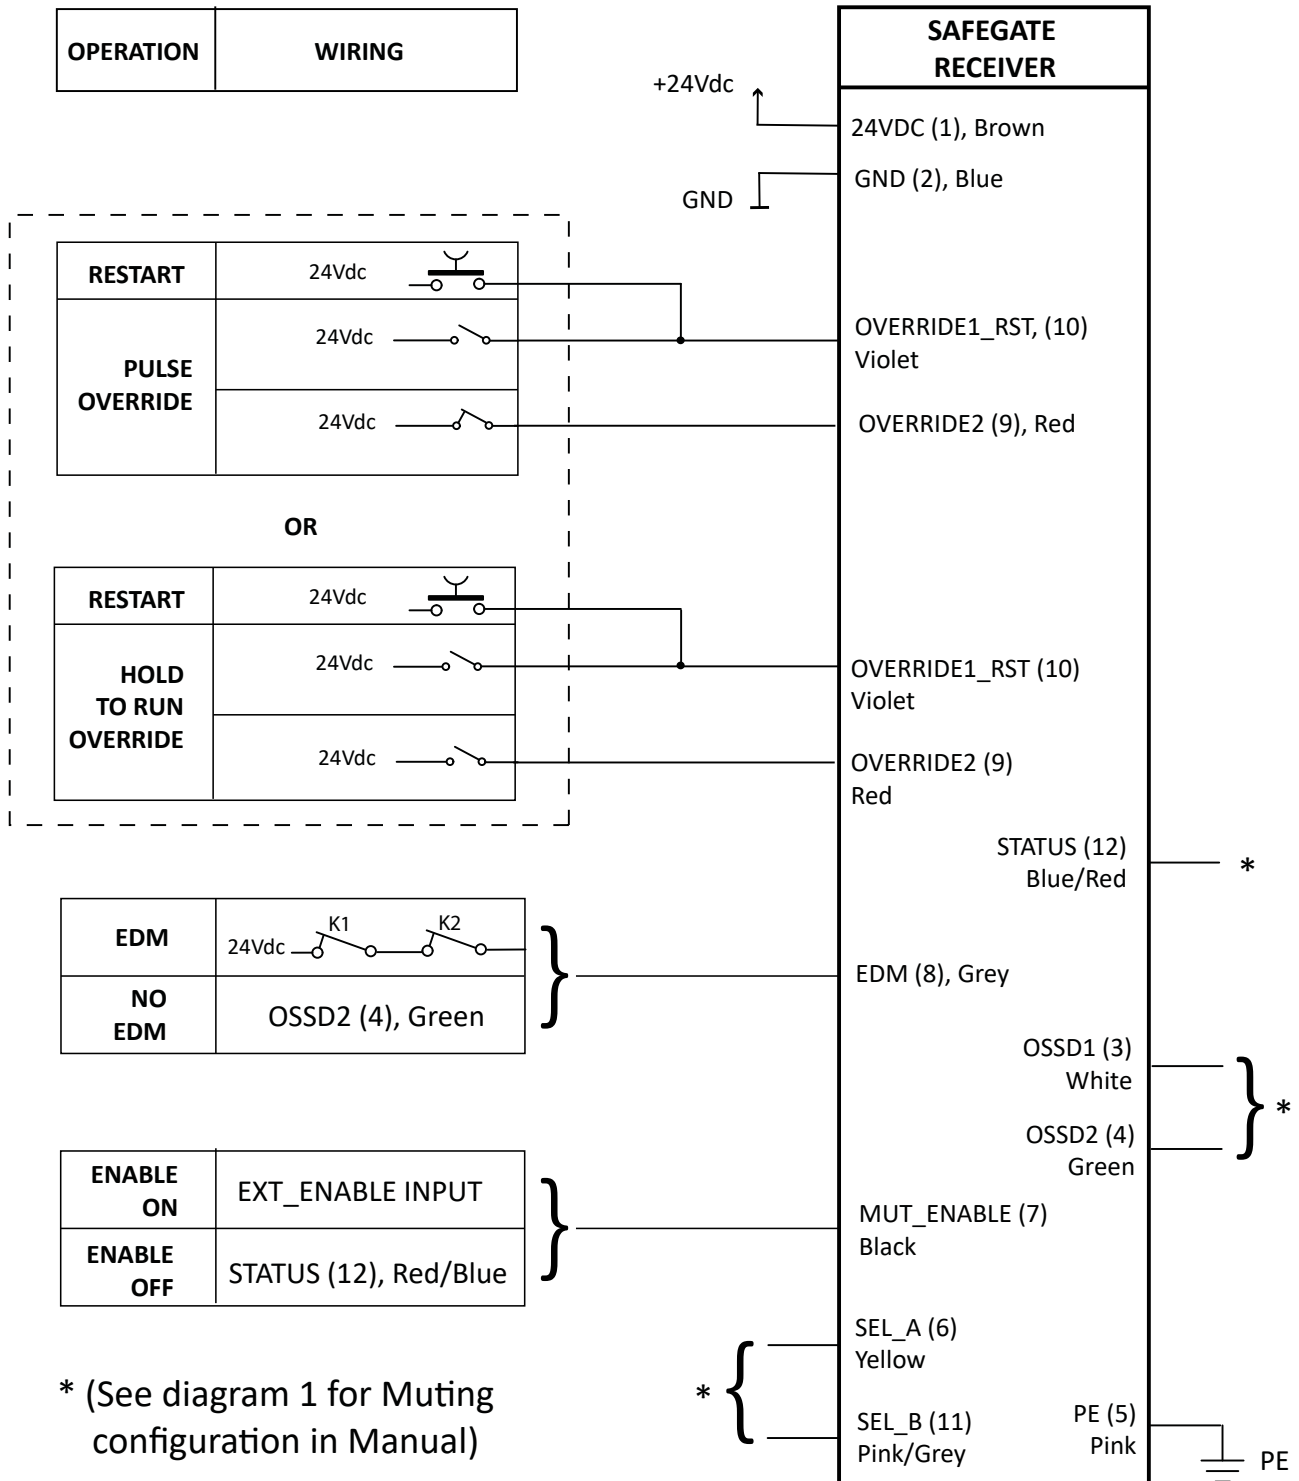 OPERATION
WIRING
SAFEGATE
RECEIVER
+24Vdc
24VDC (1), Brown
GND
GND (2), Blue
RESTART
24Vdc
PULSE
OVERRIDE
24Vdc
24Vdc
OVERRIDE1_RST, (10)
Violet
OVERRIDE2 (9), Red
OR
RESTART
24Vdc
HOLD
TO RUN
OVERRIDE
24Vdc
24Vdc
OVERRIDE1_RST (10)
Violet
OVERRIDE2 (9)
Red
STATUS (12)
Blue/Red
*
EDM
24Vdc
K1
K2
NO
EDM
OSSD2 (4), Green
EDM (8), Grey
OSSD1 (3)
White
OSSD2 (4)
Green
*
ENABLE
ON
EXT_ENABLE INPUT
ENABLE
OFF
STATUS (12), Red/Blue
MUT_ENABLE (7)
Black
SEL_A (6)
Yellow
*
SEL_B (11)
Pink/Grey
PE (5)
Pink
PE
* (See diagram 1 for Muting
configuration in Manual)